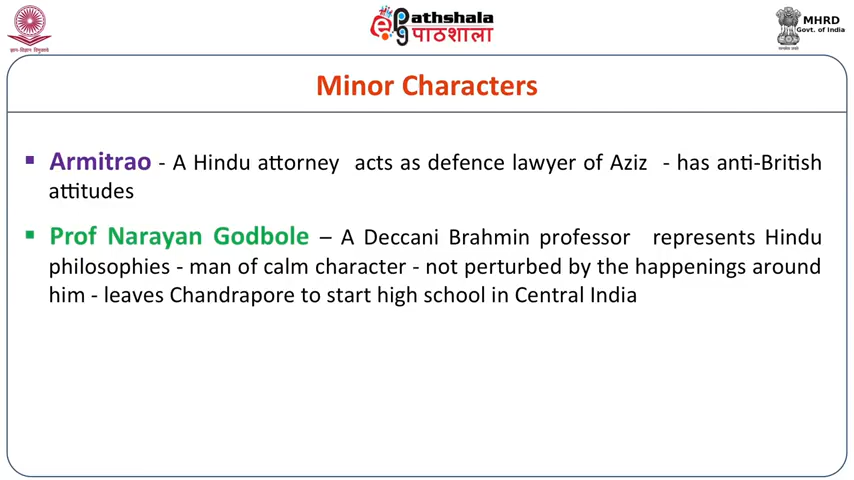 ePathshala
पाठशाला
MHRD
Govt. of India
Minor Characters
▪ Armitrao - A Hindu attorney acts as defence lawyer of Aziz - has anti-British
attitudes
▪ Prof Narayan Godbole – A Deccani Brahmin professor represents Hindu
philosophies - man of calm character - not perturbed by the happenings around
him - leaves Chandrapore to start high school in Central India